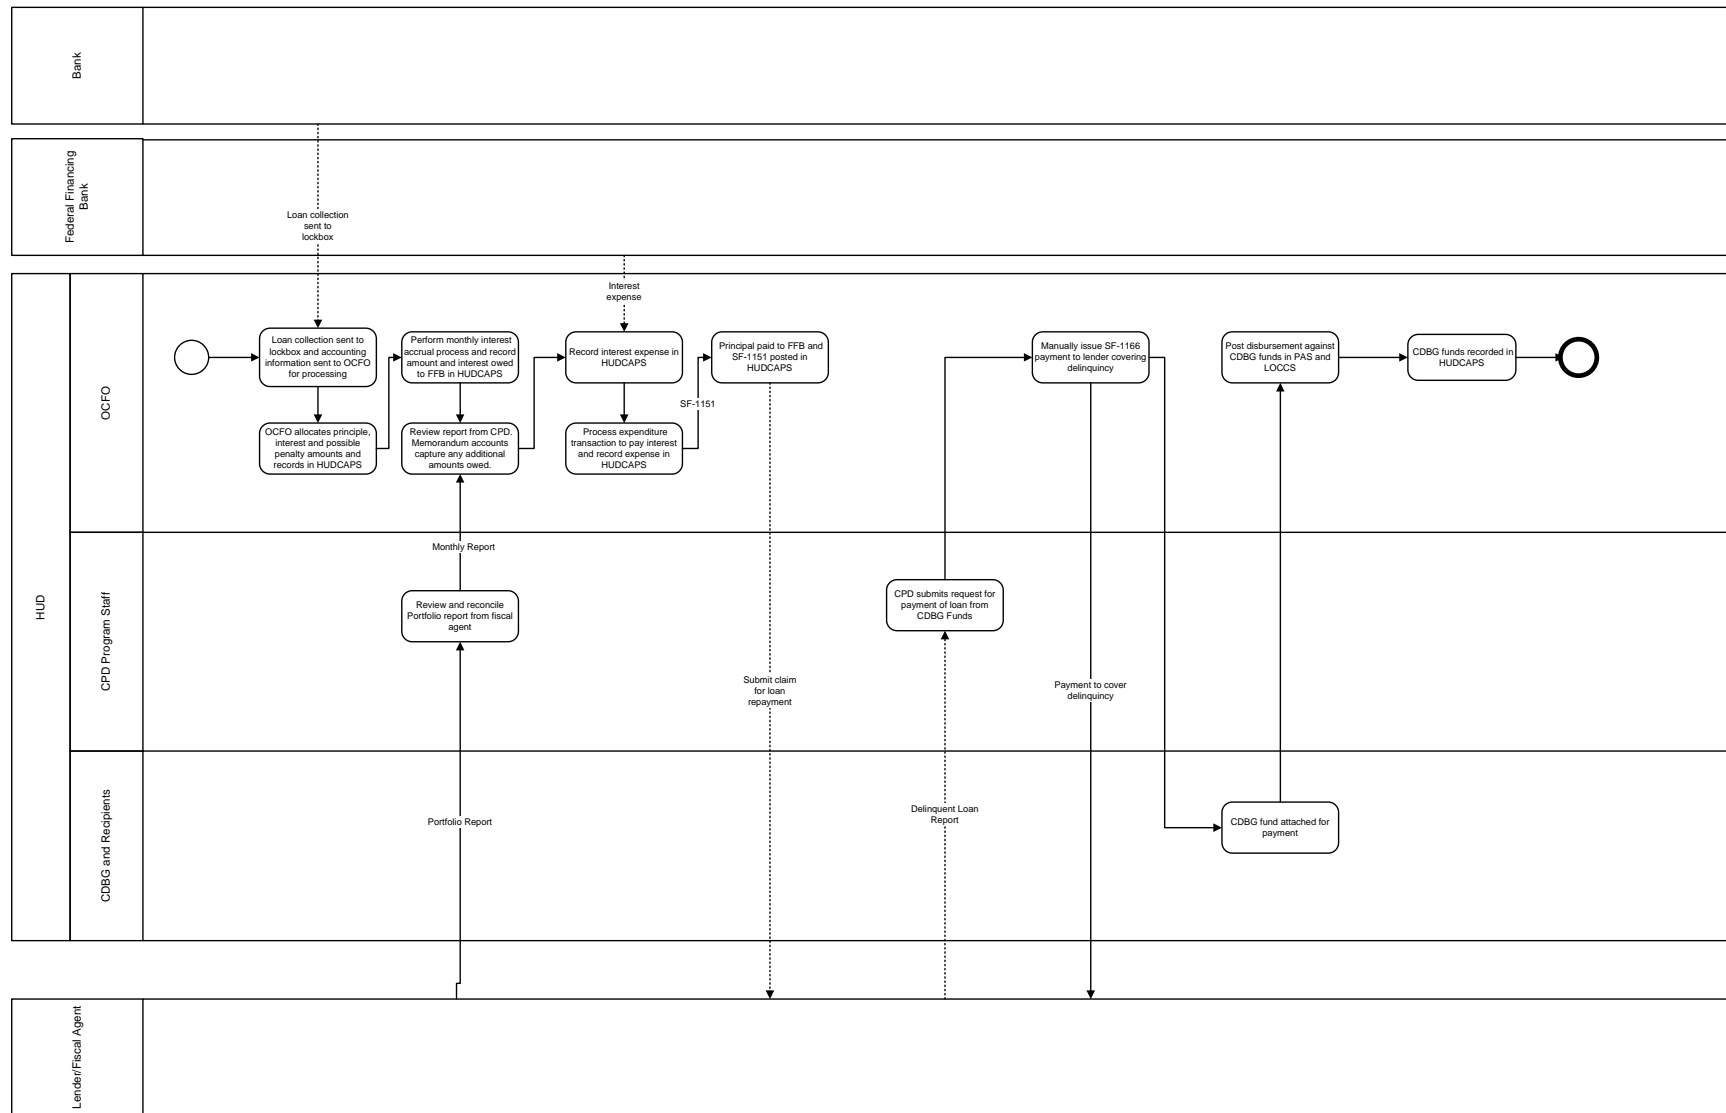 Bank
Federal Financing
Bank
Loan collection
sent to
lockbox
Interest
expense
HUD
OCFO
Loan collection sent to
lockbox and accounting
information sent to OCFO
for processing
Perform monthly interest
accrual process and record
amount and interest owed
to FFB in HUDCAPS
Record interest expense in
HUDCAPS
Principal paid to FFB and
SF-1151 posted in
HUDCAPS
Manually issue SF-1166
payment to lender covering
delinquency
Post disbursement against
CDBG funds in PAS and
LOCCS
CDBG funds recorded in
HUDCAPS
SF-1151
OCFO allocates principle,
interest and possible
penalty amounts and
records in HUDCAPS
Review report from CPD.
Memorandum accounts
capture any additional
amounts owed.
Process expenditure
transaction to pay interest
and record expense in
HUDCAPS
CPD Program Staff
Monthly Report
Review and reconcile
Portfolio report from fiscal
agent
CPD submits request for
payment of loan from
CDBG Funds
Submit claim
for loan
repayment
Payment to cover
delinquincy
CDBG and Recipients
Portfolio Report
Delinquent Loan
Report
CDBG fund attached for
payment
Lender/Fiscal Agent